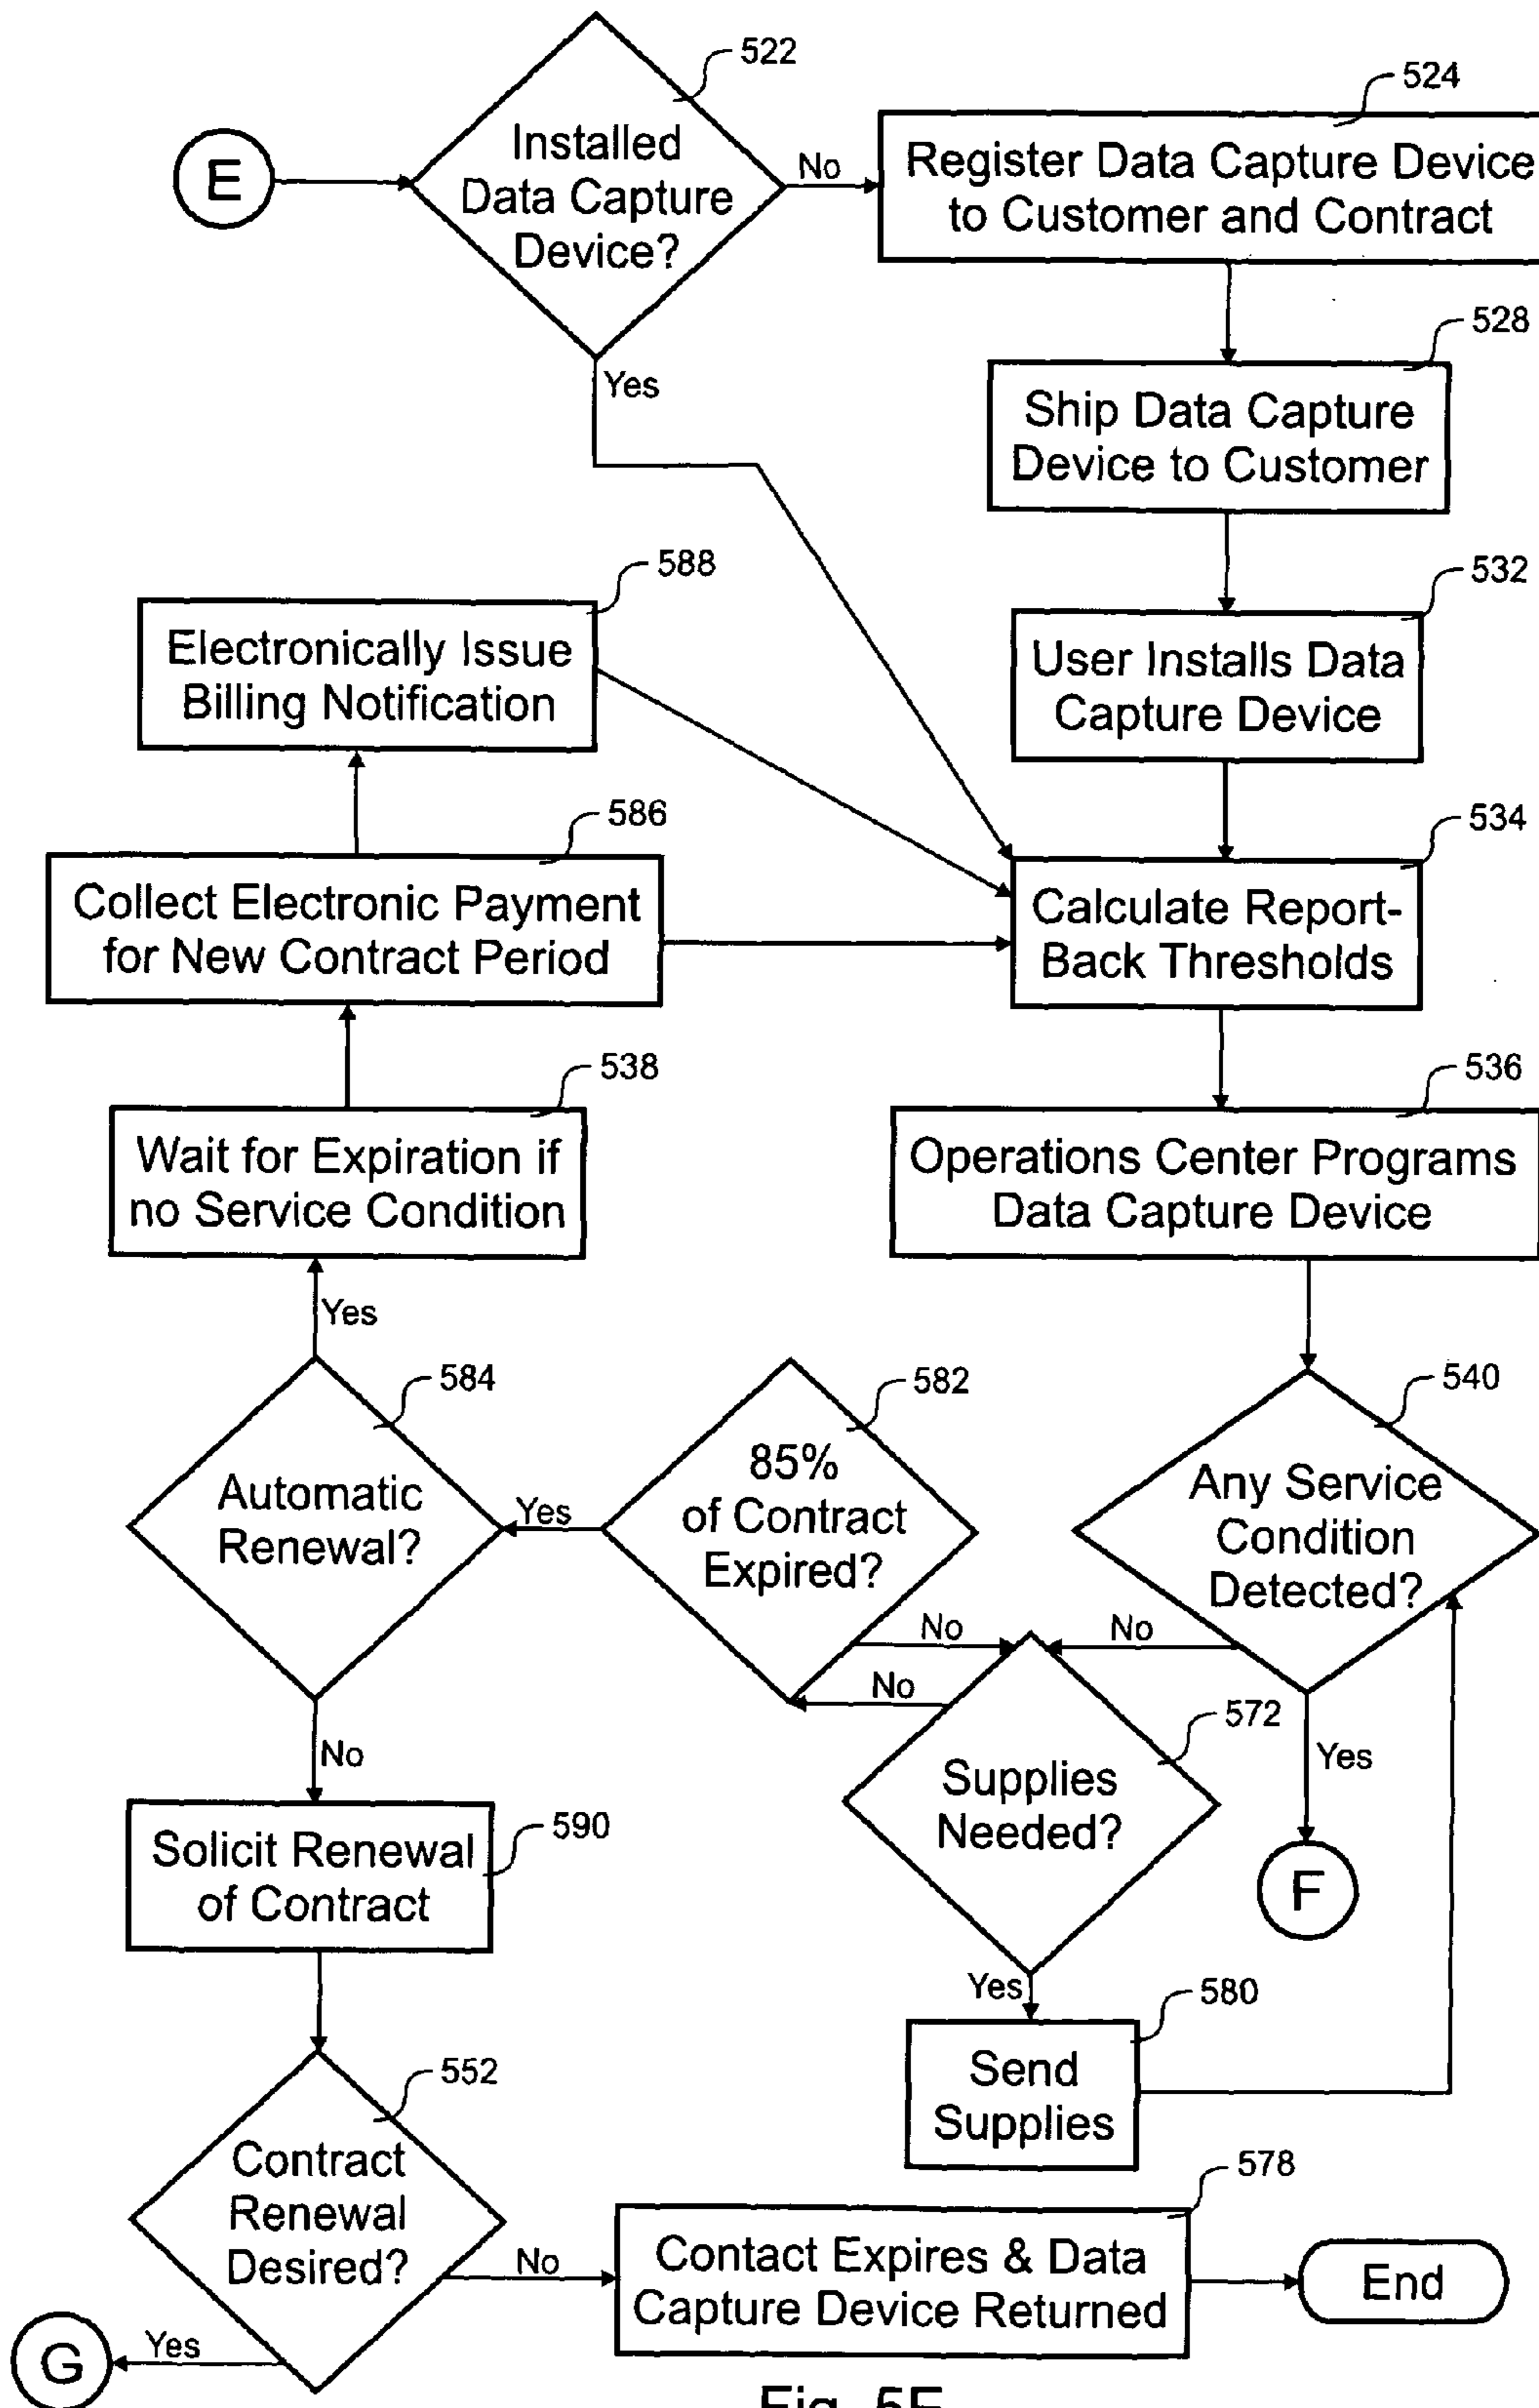 522
524
E
Installed
Data Capture
Device?
No
Register Data Capture Device
to Customer and Contract
Yes
528
Ship Data Capture
Device to Customer
588
Electronically Issue
Billing Notification
532
User Installs Data
Capture Device
586
Collect Electronic Payment
for New Contract Period
534
Calculate Report-
Back Thresholds
538
Wait for Expiration if
no Service Condition
536
Operations Center Programs
Data Capture Device
Yes
584
Automatic
Renewal?
Yes
582
85%
of Contract
Expired?
540
Any Service
Condition
Detected?
No
No
No
572
Supplies
Needed?
Yes
F
No
590
Solicit Renewal
of Contract
Yes
580
Send
Supplies
552
Contract
Renewal
Desired?
No
578
Contact Expires & Data
Capture Device Returned
End
Yes
G